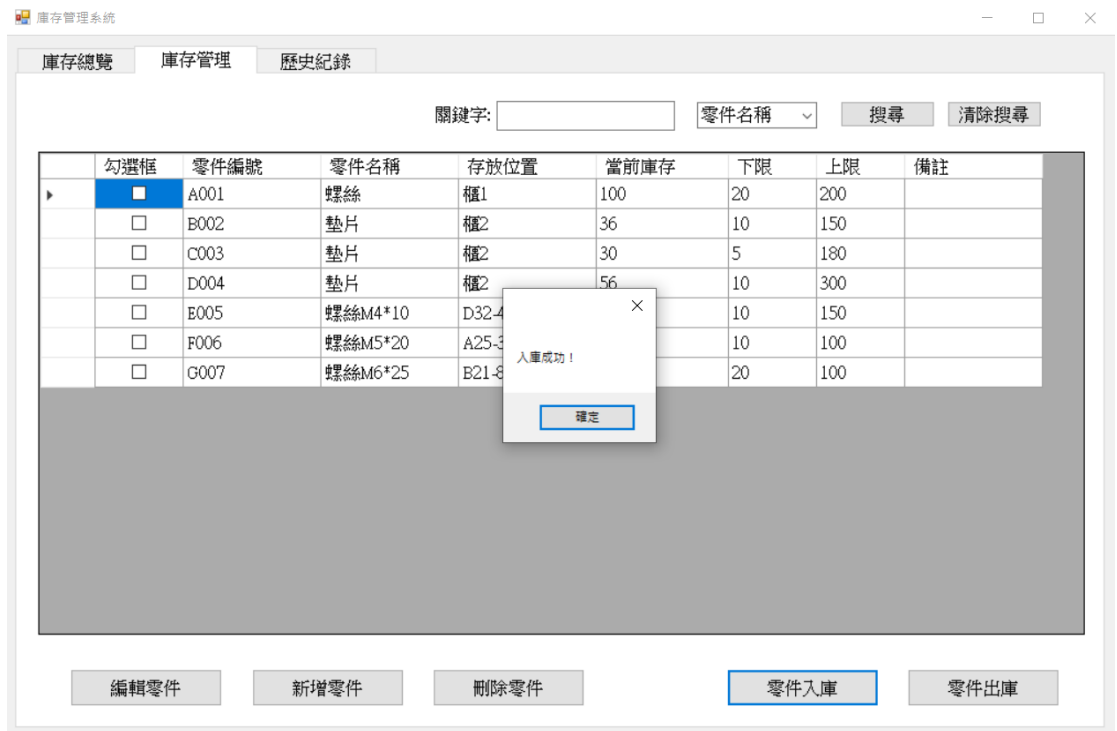 庫存管理系統
庫存總覽 庫存管理 歷史紀錄
關鍵字: 零件名稱 搜尋 清除搜尋
勾選框 零件編號 零件名稱 存放位置 當前庫存 下限 上限 備註
A001 螺絲 櫃1 100 20 200
B002 墊片 櫃2 36 10 150
C003 墊片 櫃2 30 5 180
D004 墊片 櫃2 56 10 300
E005 螺絲M4*10 D32-4 10 150
F006 螺絲M5*20 A25-3 10 100
G007 螺絲M6*25 B21-8 20 100
入庫成功！
確定
編輯零件 新增零件 刪除零件 零件入庫 零件出庫